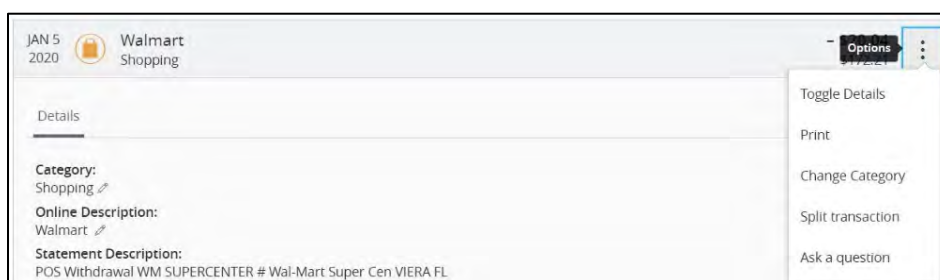 JAN 5
2020
Walmart
Shopping
Options
Details
Category:
Shopping
Online Description:
Walmart
Statement Description:
POS Withdrawal WM SUPERCENTER # Wal-Mart Super Cen VIERA FL
Toggle Details
Print
Change Category
Split transaction
Ask a question